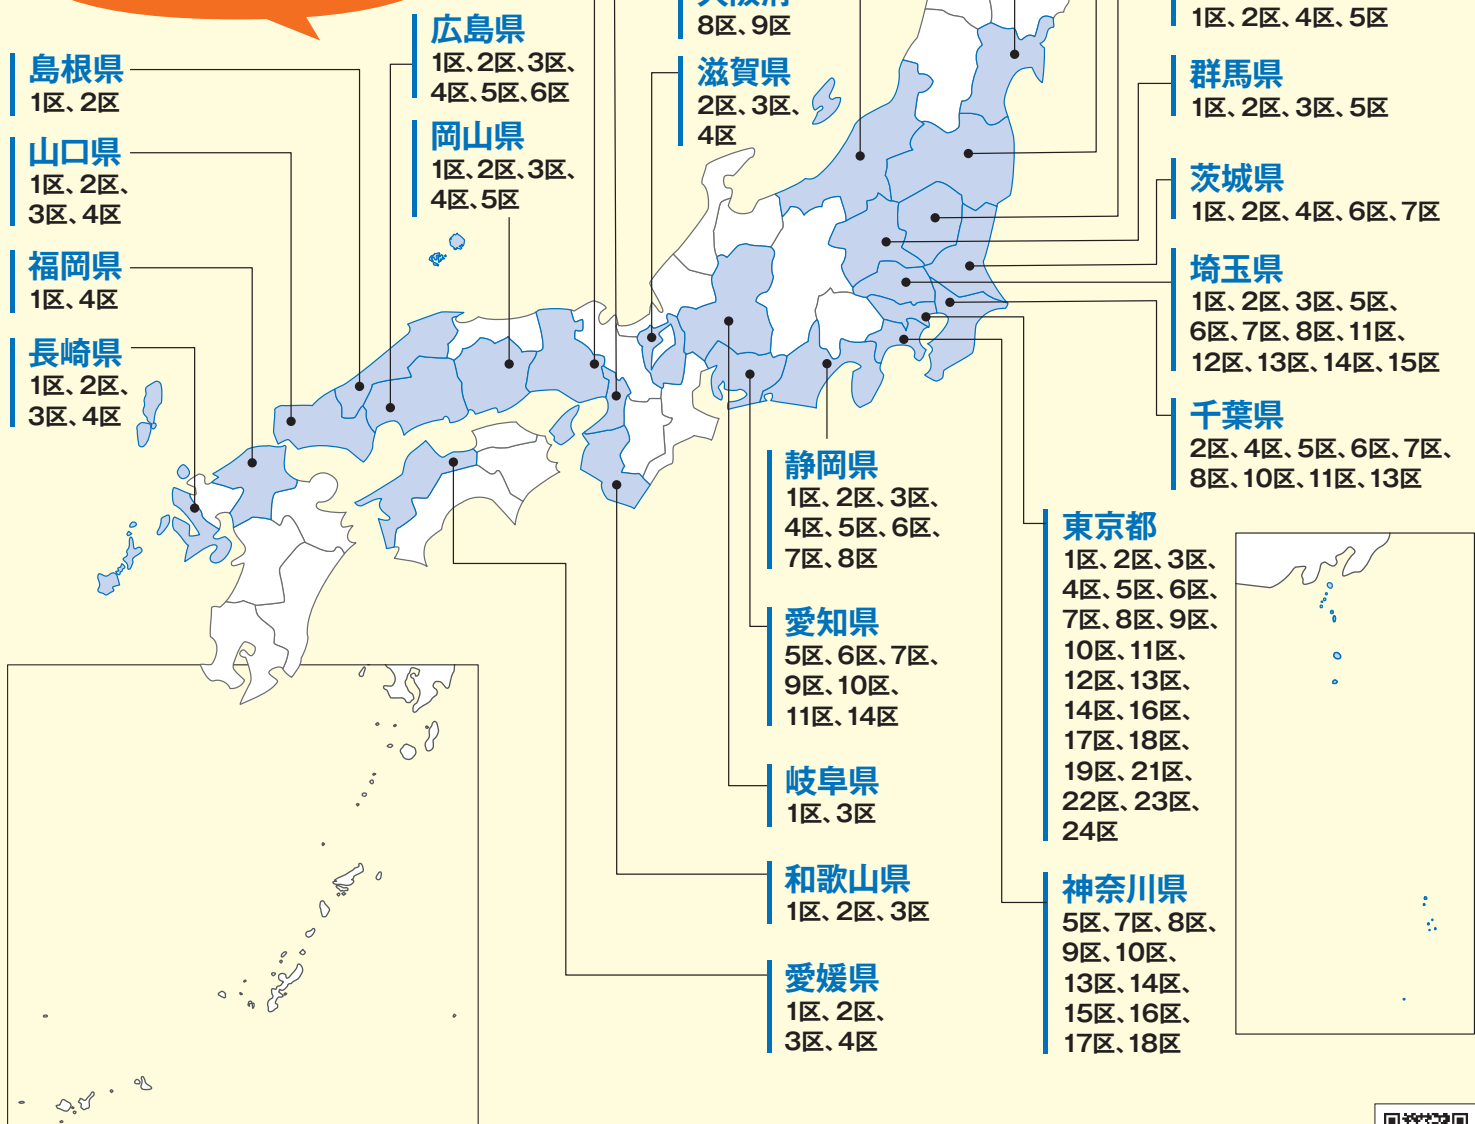 8区、9区
1区、2区、4区、5区
広島県
1区、2区、3区、
4区、5区、6区
島根県
1区、2区
滋賀県
2区、3区、
4区
群馬県
1区、2区、3区、5区
岡山県
1区、2区、3区、
4区、5区
山口県
1区、2区、
3区、4区
茨城県
1区、2区、4区、6区、7区
福岡県
1区、4区
埼玉県
1区、2区、3区、5区、
6区、7区、8区、11区、
12区、13区、14区、15区
長崎県
1区、2区、
3区、4区
千葉県
2区、4区、5区、6区、7区、
8区、10区、11区、13区
静岡県
1区、2区、3区、
4区、5区、6区、
7区、8区
東京都
1区、2区、3区、
4区、5区、6区、
7区、8区、9区、
10区、11区、
12区、13区、
14区、16区、
17区、18区、
19区、21区、
22区、23区、
24区
愛知県
5区、6区、7区、
9区、10区、
11区、14区
岐阜県
1区、3区
和歌山県
1区、2区、3区
神奈川県
5区、7区、8区、
9区、10区、
13区、14区、
15区、16区、
17区、18区
愛媛県
1区、2区、
3区、4区